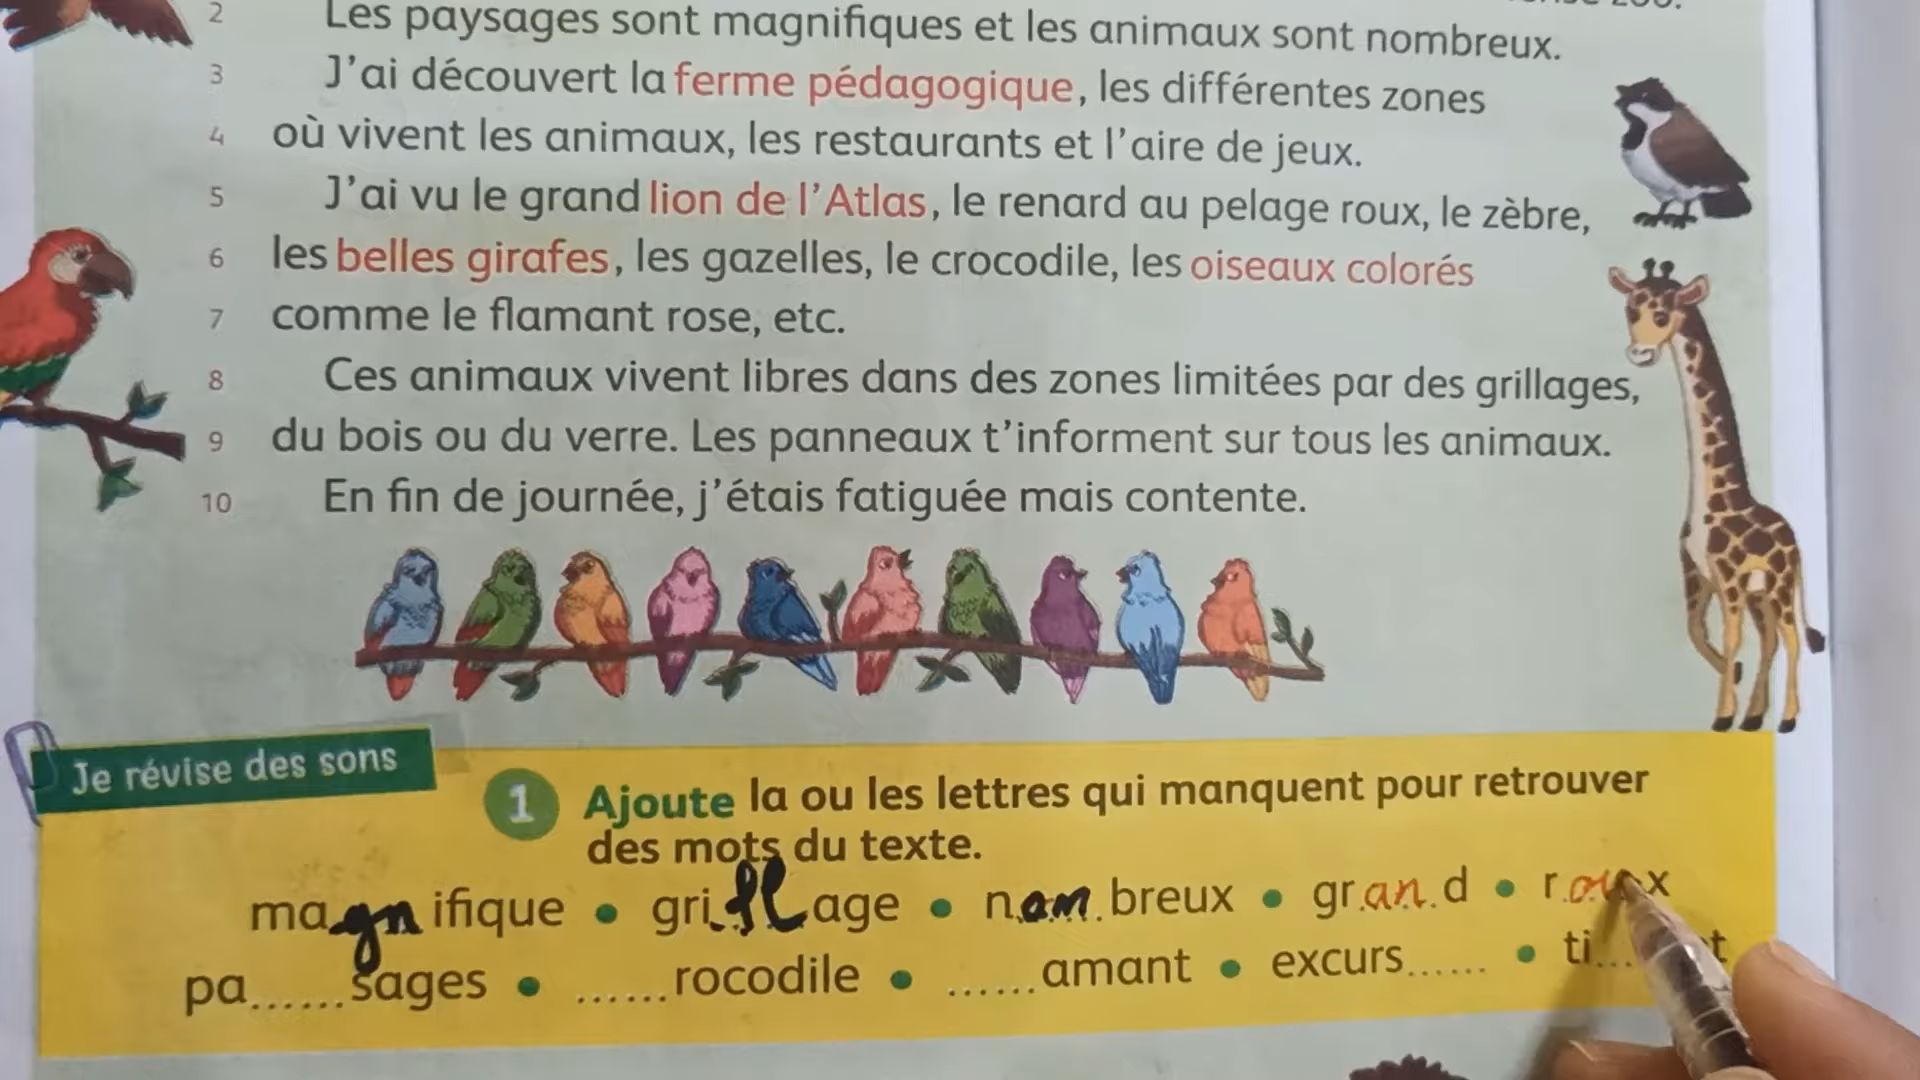 2 Les paysages sont magnifiques et les animaux sont nombreux.
3 J'ai découvert la ferme pédagogique, les différentes zones
4 où vivent les animaux, les restaurants et l'aire de jeux.
5 J'ai vu le grand lion de l'Atlas, le renard au pelage roux, le zèbre,
6 les belles girafes, les gazelles, le crocodile, les oiseaux colorés
7 comme le flamant rose, etc.
8 Ces animaux vivent libres dans des zones limitées par des grillages,
9 du bois ou du verre. Les panneaux t'informent sur tous les animaux.
10 En fin de journée, j'étais fatiguée mais contente.
Je révise des sons
1 Ajoute la ou les lettres qui manquent pour retrouver
des mots du texte.
magnifique • grillage • nombreux • grand • roux
pa......sages • ......rocodile • ......amant • excurs...... • ti...